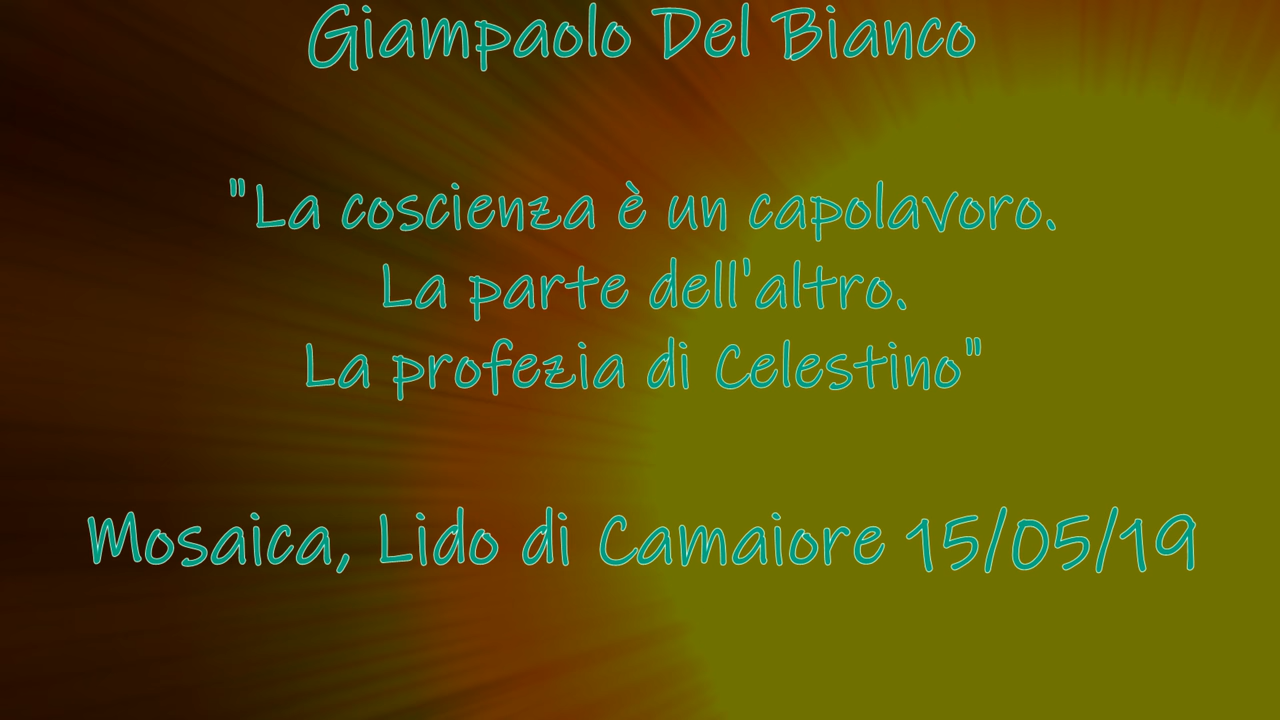 Giampaolo Del Bianco
"La coscienza è un capolavoro.
La parte dell'altro.
La profezia di Celestino"
Mosaica, Lido di Camaiore 15/05/19